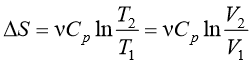 ΔS = νC_p ln T_2/T_1 = νC_p ln V_2/V_1